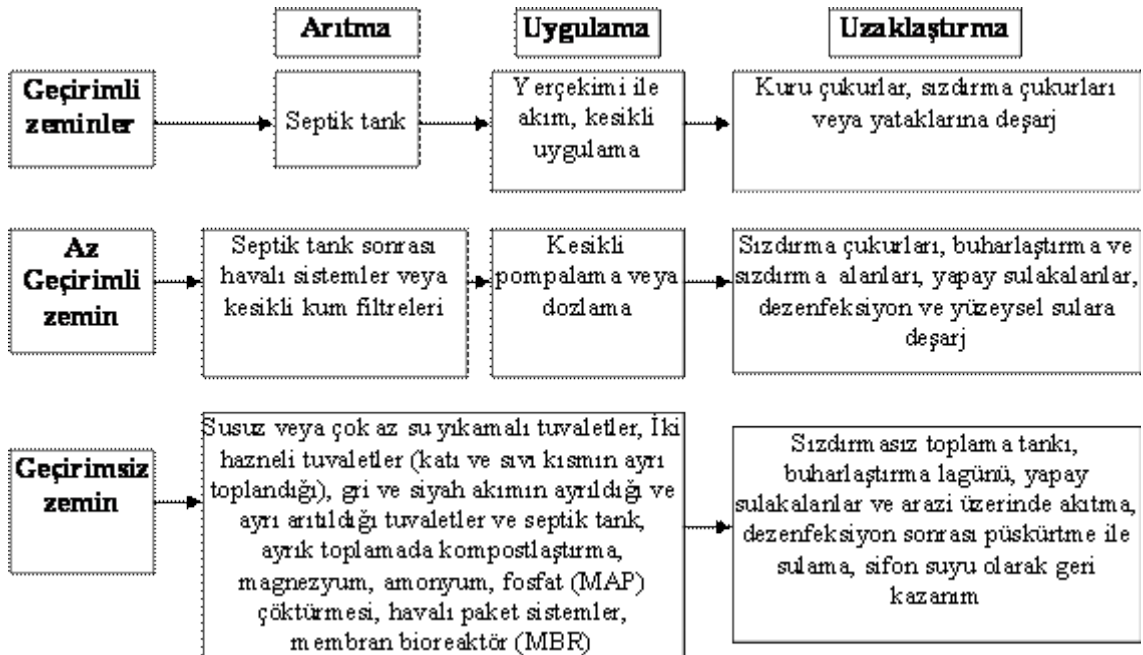 Arıtma
Uygulama
Uzaklaştırma
Geçirimli
zeminler
Septik tank
Yerçekimi ile
akım, kesikli
uygulama
Kuru çukurlar, sızdırma çukurları
veya yataklarına deşarj
Az
Geçirimli
zemin
Septik tank sonrası
havalı sistemler veya
kesikli kum filtreleri
Kesikli
pompalama veya
dozlama
Sızdırma çukurları, buharlaştırma ve
sızdırma alanları, yapay sulakalanlar,
dezenfeksiyon ve yüzeysel sulara
deşarj
Geçirimsiz
zemin
Susuz veya çok az su yıkamalı tuvaletler, İki
hazneli tuvaletler (katı ve sıvı kısmın ayrı
toplandığı), gri ve siyah akımın ayrıldığı ve
ayrı arıtıldığı tuvaletler ve septik tank,
ayrık toplamada kompostlaştırma,
magnezyum, amonyum, fosfat (MAP)
çöktürmesi, havalı paket sistemler,
membran bioreaktör (MBR)
Sızdırmasız toplama tankı,
buharlaştırma lagünü, yapay
sulakalanlar ve arazi üzerinde akıtma,
dezenfeksiyon sonrası püskürtme ile
sulama, sifon suyu olarak geri
kazanım